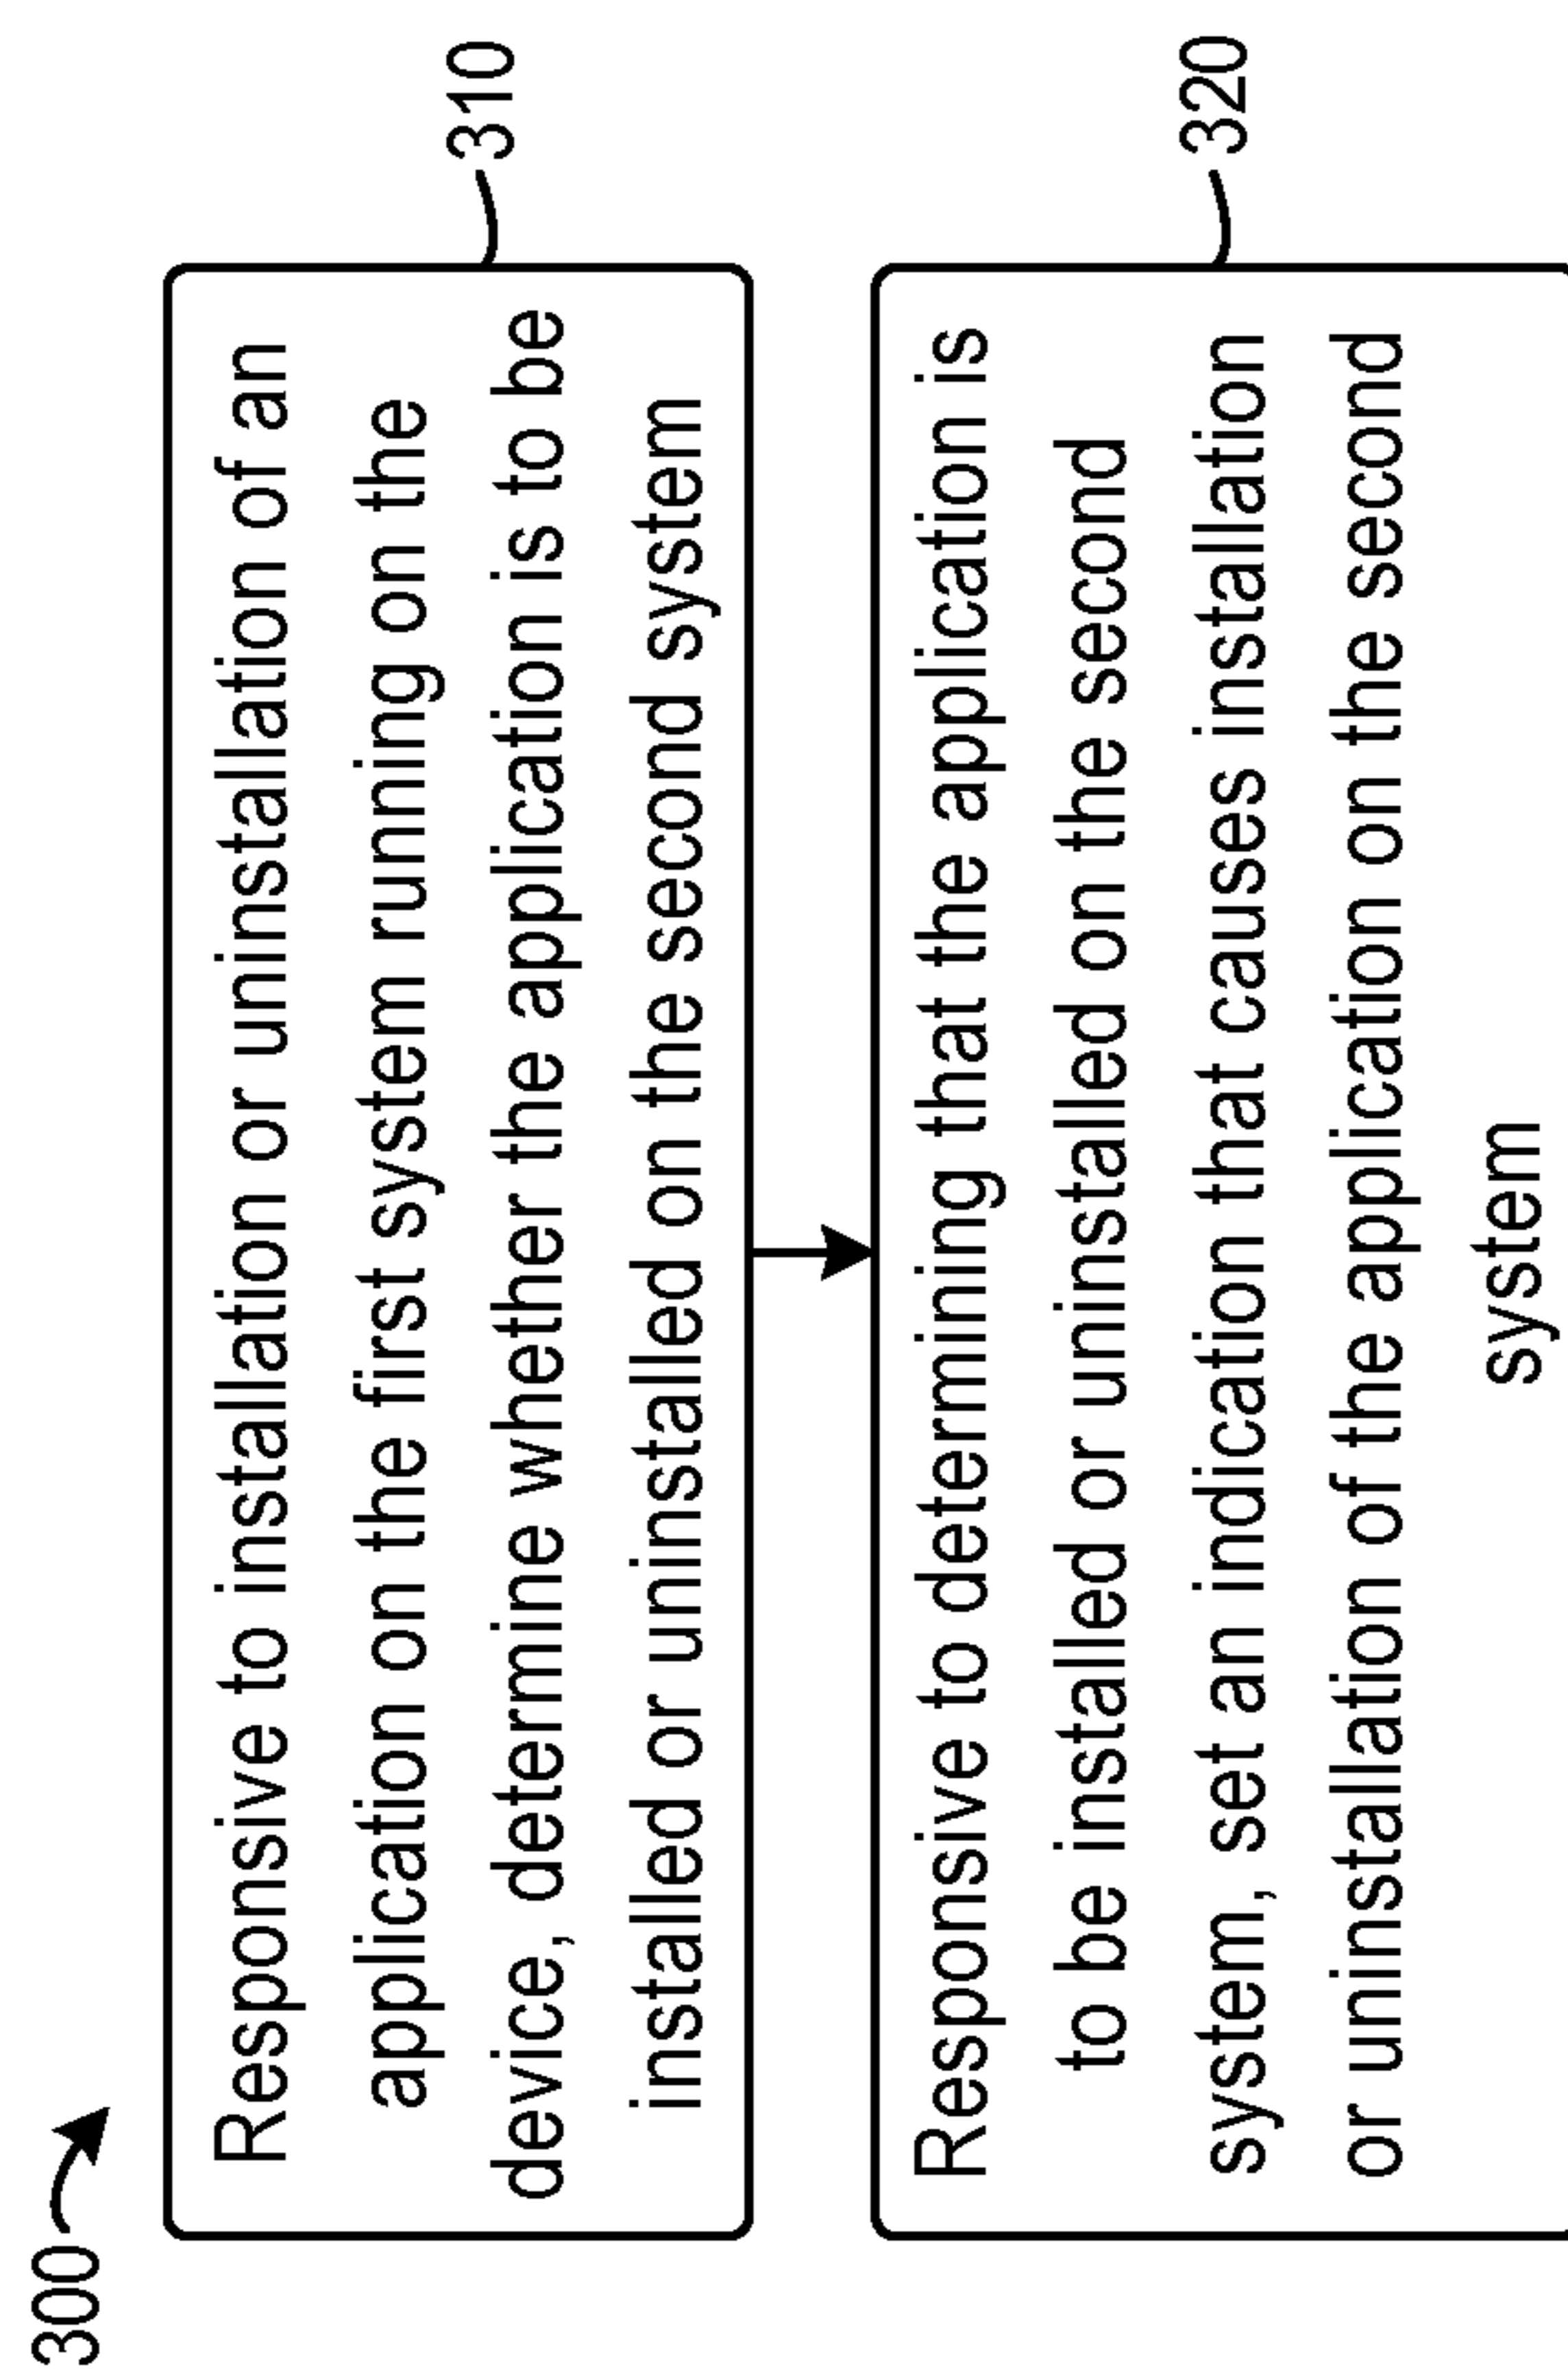 300
Responsive to installation or uninstallation of an
application on the first system running on the
device, determine whether the application is to be
installed or uninstalled on the second system
310
Responsive to determining that the application is
to be installed or uninstalled on the second
system, set an indication that causes installation
or uninstallation of the application on the second
system
320